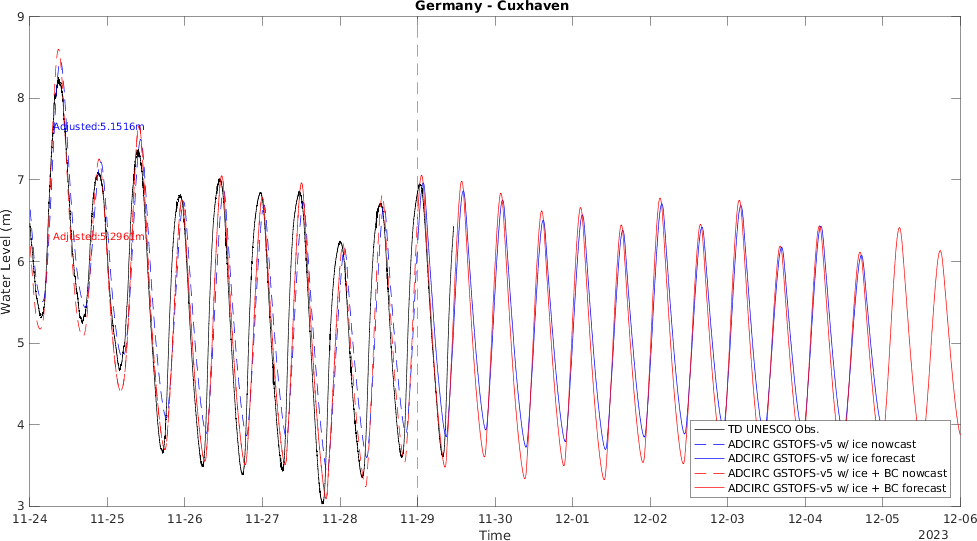 Germany - Cuxhaven
9
8
7
6
5
4
3
Water Level (m)
Adjusted:5.1516m
Adjusted:5.2961m
TD UNESCO Obs.
ADCIRC GSTOFS-v5 w/ ice nowcast
ADCIRC GSTOFS-v5 w/ ice forecast
ADCIRC GSTOFS-v5 w/ ice + BC nowcast
ADCIRC GSTOFS-v5 w/ ice + BC forecast
11-24 11-25 11-26 11-27 11-28 11-29 11-30 12-01 12-02 12-03 12-04 12-05 12-06
Time
2023